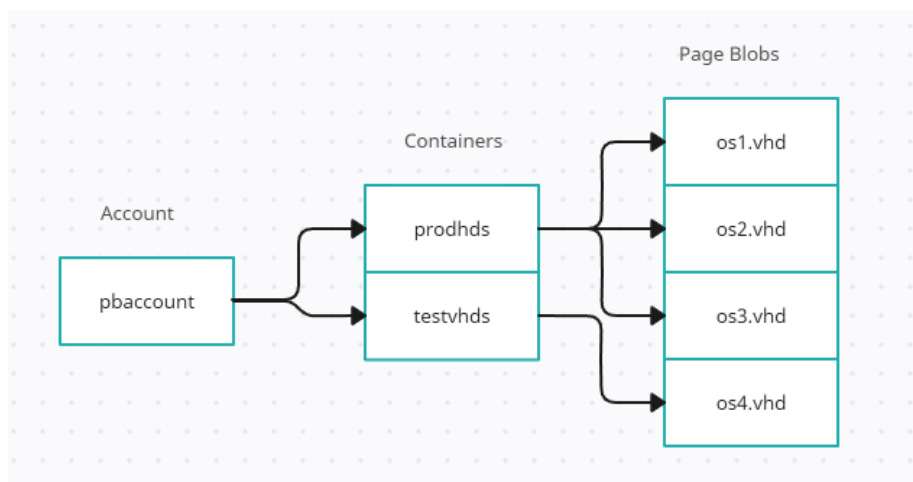 Account
pbaccount
Containers
prodhds
testvhds
Page Blobs
os1.vhd
os2.vhd
os3.vhd
os4.vhd